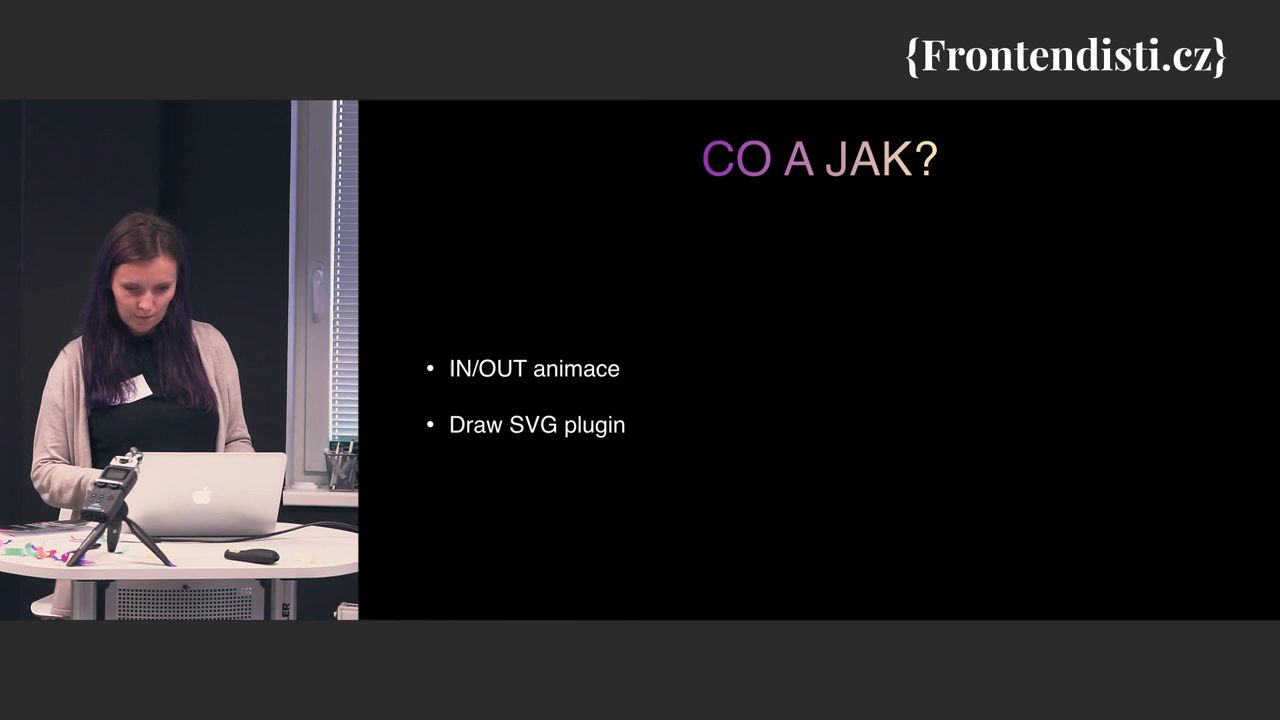 {Frontendisti.cz}
CO A JAK?
• IN/OUT animace
• Draw SVG plugin